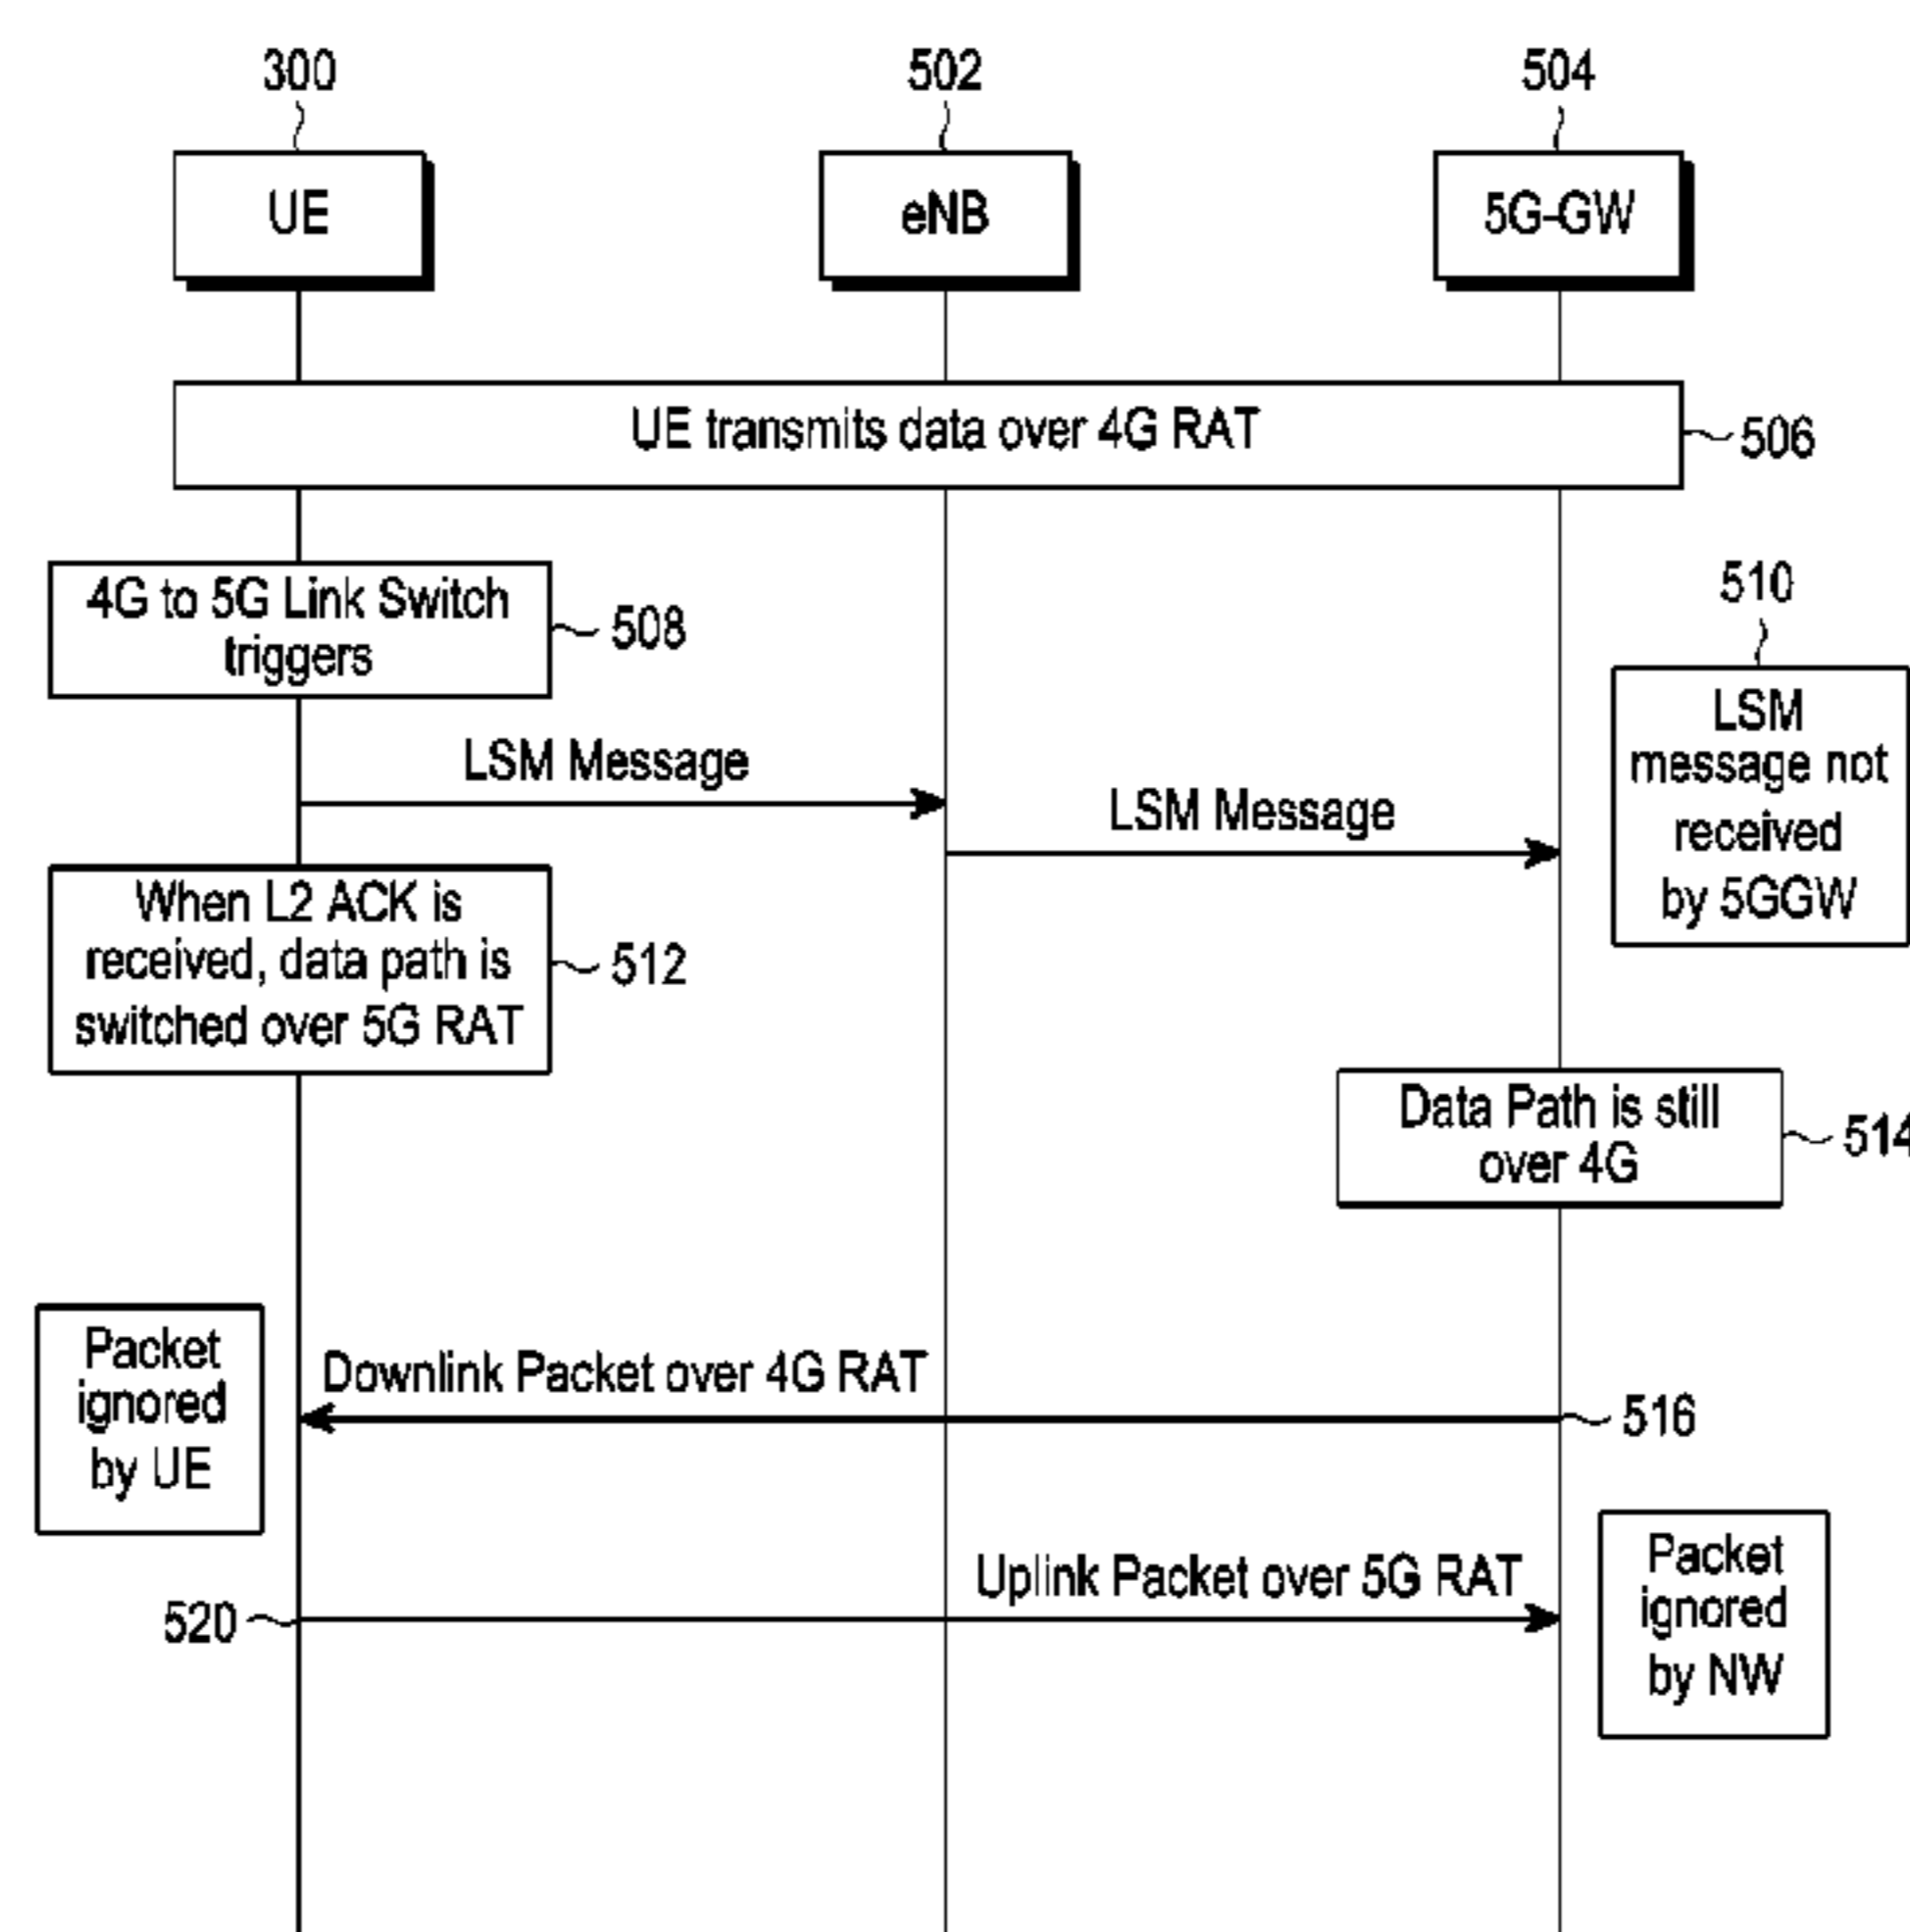 300
502
504
UE
eNB
5G-GW
UE transmits data over 4G RAT
506
4G to 5G Link Switch
triggers
508
510
LSM
message not
received
by 5GGW
LSM Message
LSM Message
When L2 ACK is
received, data path is
switched over 5G RAT
512
Data Path is still
over 4G
514
Packet
ignored
by UE
Downlink Packet over 4G RAT
516
Uplink Packet over 5G RAT
520
Packet
ignored
by NW